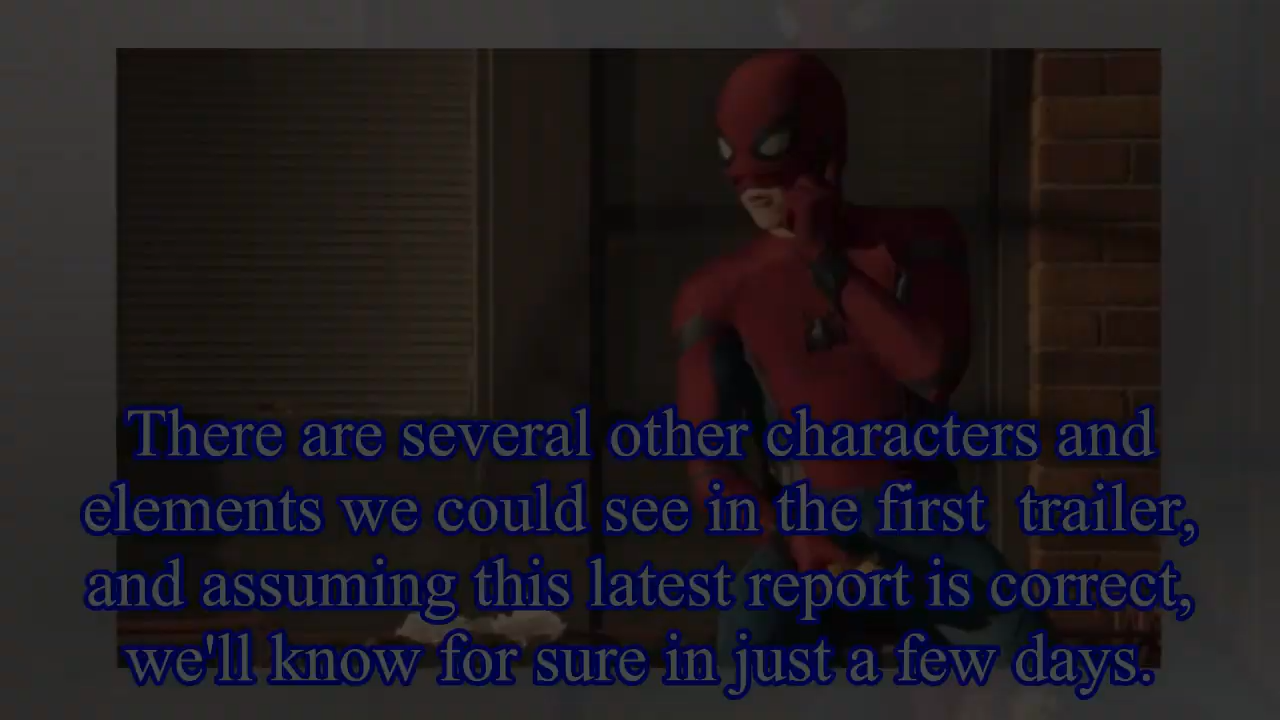 There are several other characters and
elements we could see in the first  trailer,
and assuming this latest report is correct,
we'll know for sure in just a few days.